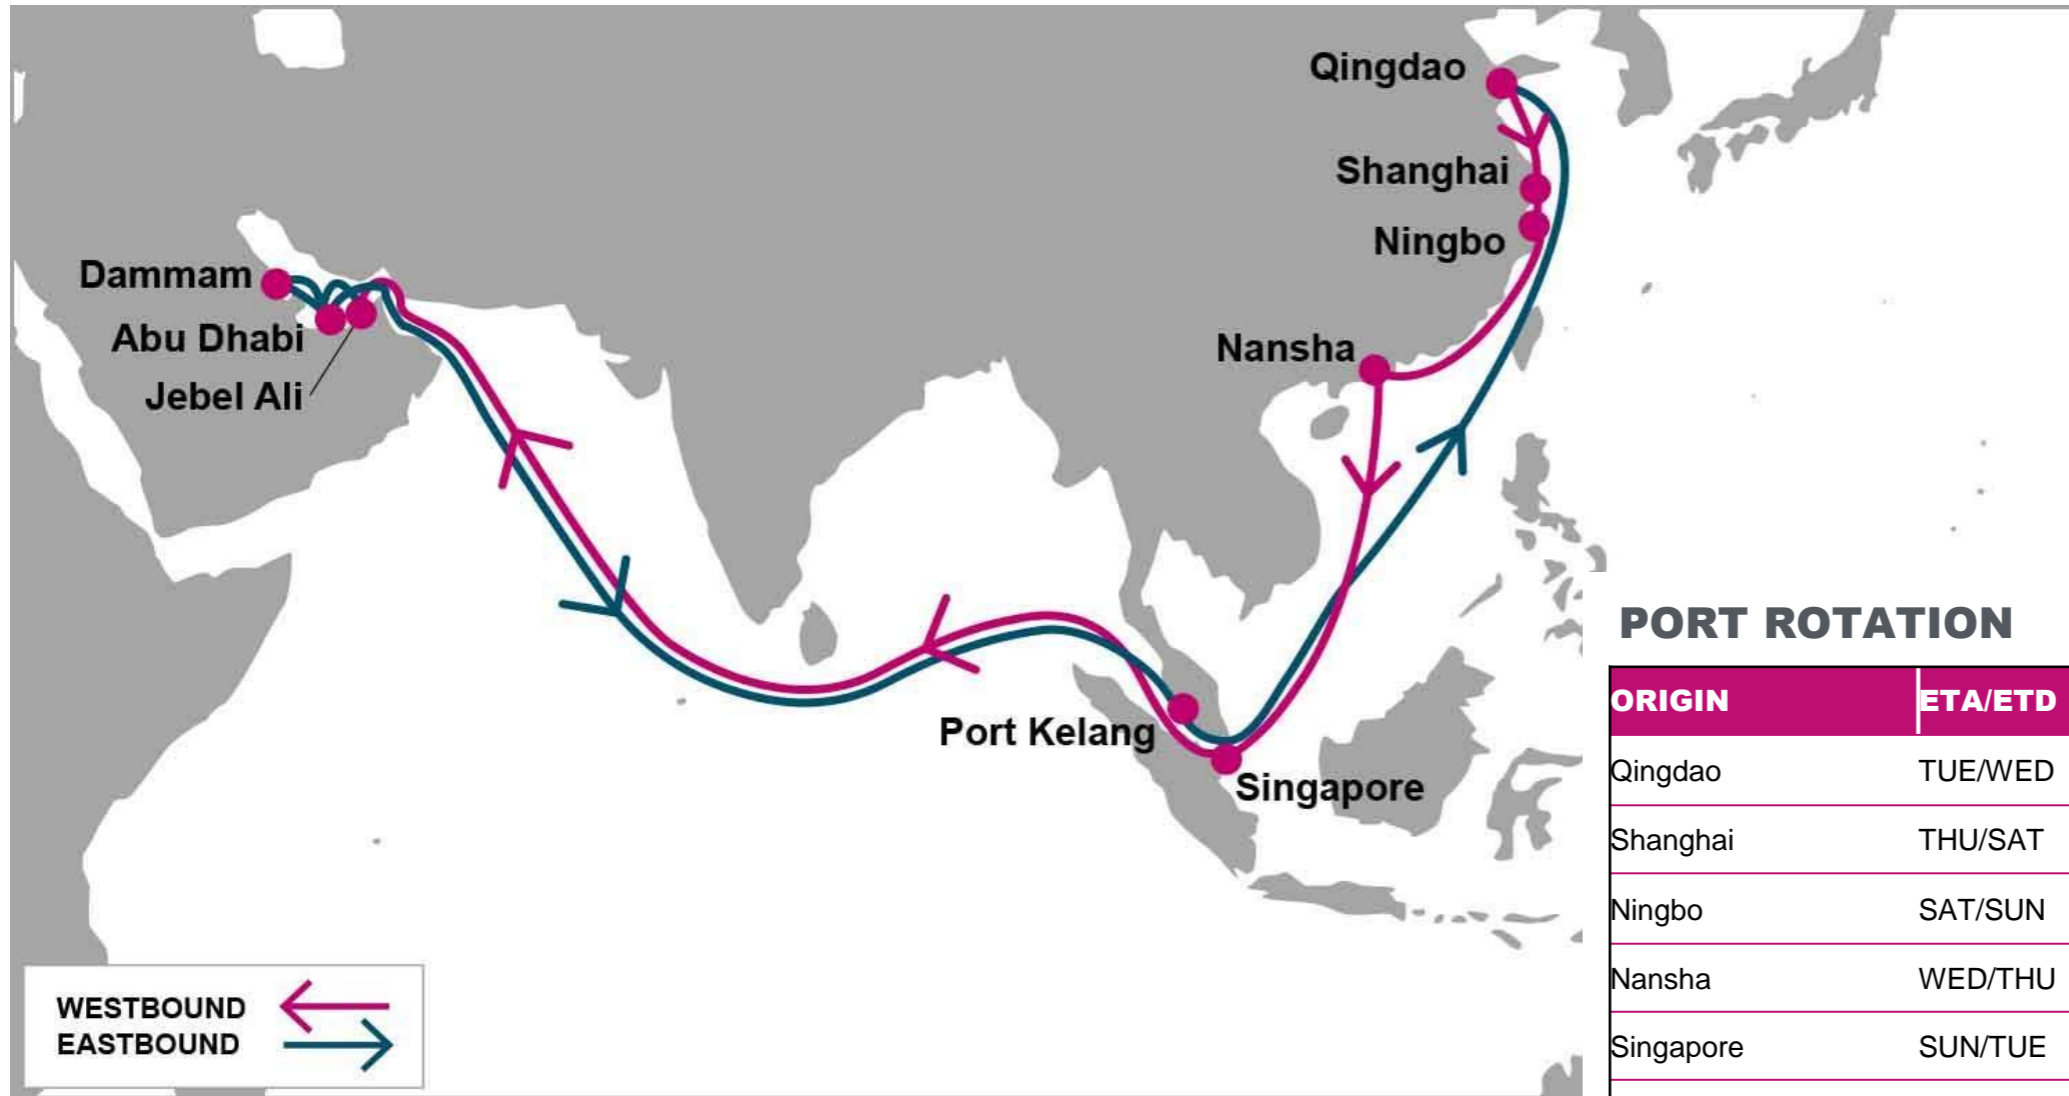 Qingdao
Shanghai
Ningbo
Dammam
Abu Dhabi
Nansha
Jebel Ali
Port Kelang
Singapore
WESTBOUND
EASTBOUND
PORT ROTATION
ORIGIN ETA/ETD
Qingdao TUE/WED
Shanghai THU/SAT
Ningbo SAT/SUN
Nansha WED/THU
Singapore SUN/TUE